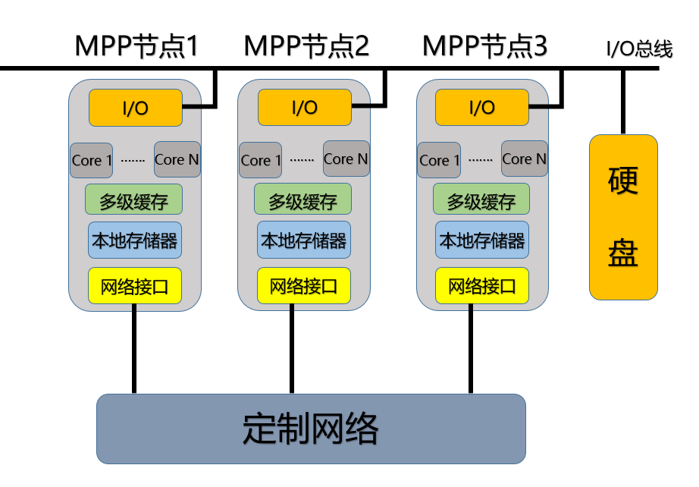 MPP节点1
MPP节点2
MPP节点3
I/O总线
I/O
I/O
I/O
Core 1 ....... Core N
Core 1 ....... Core N
Core 1 ....... Core N
多级缓存
多级缓存
多级缓存
本地存储器
本地存储器
本地存储器
网络接口
网络接口
网络接口
硬
盘
定制网络